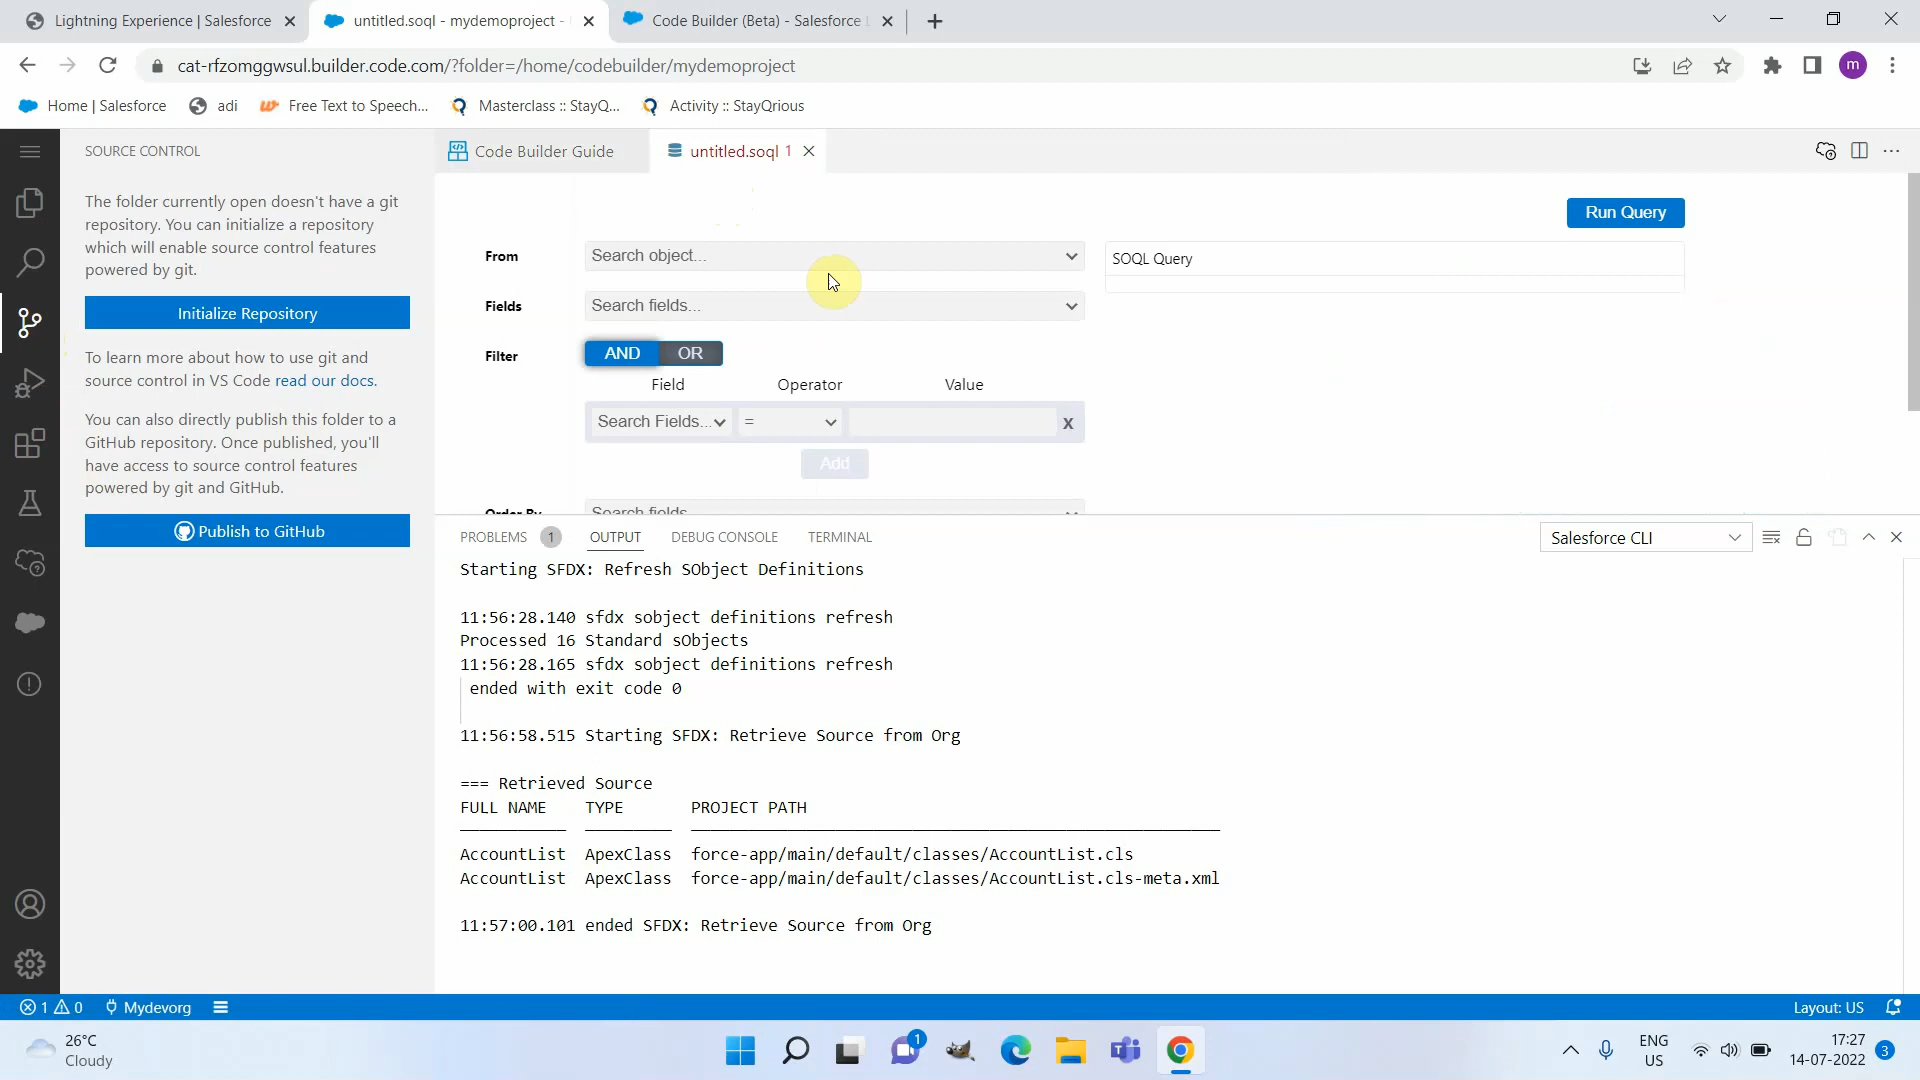 Lightning Experience | Salesforce
untitled.soql - mydemoproject -
Code Builder (Beta) - Salesforce
cat-rfzomggwsul.builder.code.com/?folder=/home/codebuilder/mydemoproject
m
Home | Salesforce
adi
Free Text to Speech...
Masterclass :: StayQ...
Activity :: StayQrious
SOURCE CONTROL
The folder currently open doesn't have a git
repository. You can initialize a repository
which will enable source control features
powered by git.
Initialize Repository
To learn more about how to use git and
source control in VS Code read our docs.
You can also directly publish this folder to a
GitHub repository. Once published, you'll
have access to source control features
powered by git and GitHub.
Publish to GitHub
Code Builder Guide
untitled.soql 1
Run Query
From
Search object...
SOQL Query
Fields
Search fields...
Filter
AND OR
Field Operator Value
Search Fields... = X
Add
Order By
Search fields...
PROBLEMS 1 OUTPUT DEBUG CONSOLE TERMINAL
Salesforce CLI
Starting SFDX: Refresh SObject Definitions
11:56:28.140 sfdx sobject definitions refresh
Processed 16 Standard sObjects
11:56:28.165 sfdx sobject definitions refresh
ended with exit code 0
11:56:58.515 Starting SFDX: Retrieve Source from Org
=== Retrieved Source
FULL NAME TYPE PROJECT PATH
AccountList ApexClass force-app/main/default/classes/AccountList.cls
AccountList ApexClass force-app/main/default/classes/AccountList.cls-meta.xml
11:57:00.101 ended SFDX: Retrieve Source from Org
1 0 Mydevorg
Layout: US
26°C
Cloudy
1
ENG
US
17:27
14-07-2022
3